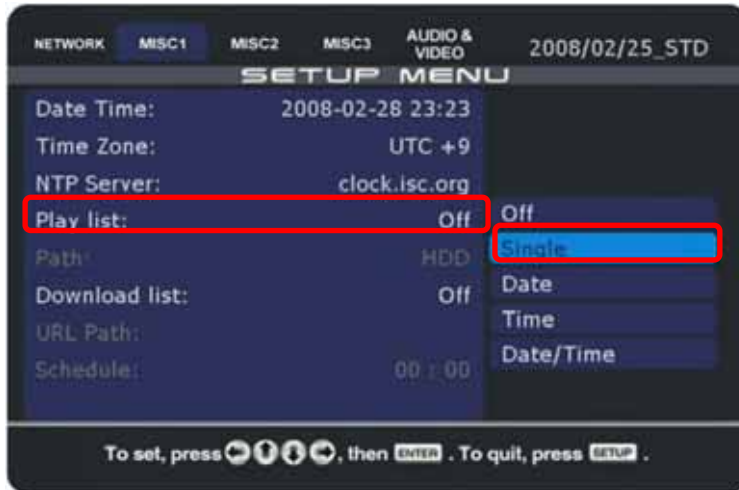 NETWORK MISC1 MISC2 MISC3 AUDIO & VIDEO 2008/02/25_STD
SETUP MENU
Date Time: 2008-02-28 23:23
Time Zone: UTC +9
NTP Server: clock.isc.org
Play list: Off
Path: HDD
Download list: Off
URL Path:
Schedule: 00 : 00
Off
Single
Date
Time
Date/Time
To set, press , then ENTER . To quit, press SETUP .